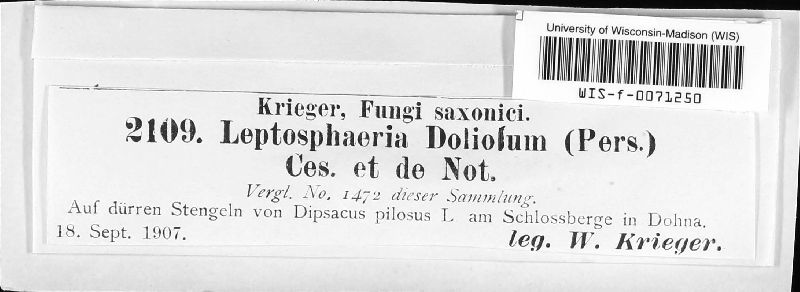 University of Wisconsin-Madison (WIS)
WIS-f-0071250
Krieger, Fungi saxonici.
2109. Leptosphaeria Doliolum (Pers.)
Ces. et de Not.
Vergl. No. 1472 dieser Sammlung.
Auf dürren Stengeln von Dipsacus pilosus L am Schlossberge in Dohna.
18. Sept. 1907.
leg. W. Krieger.